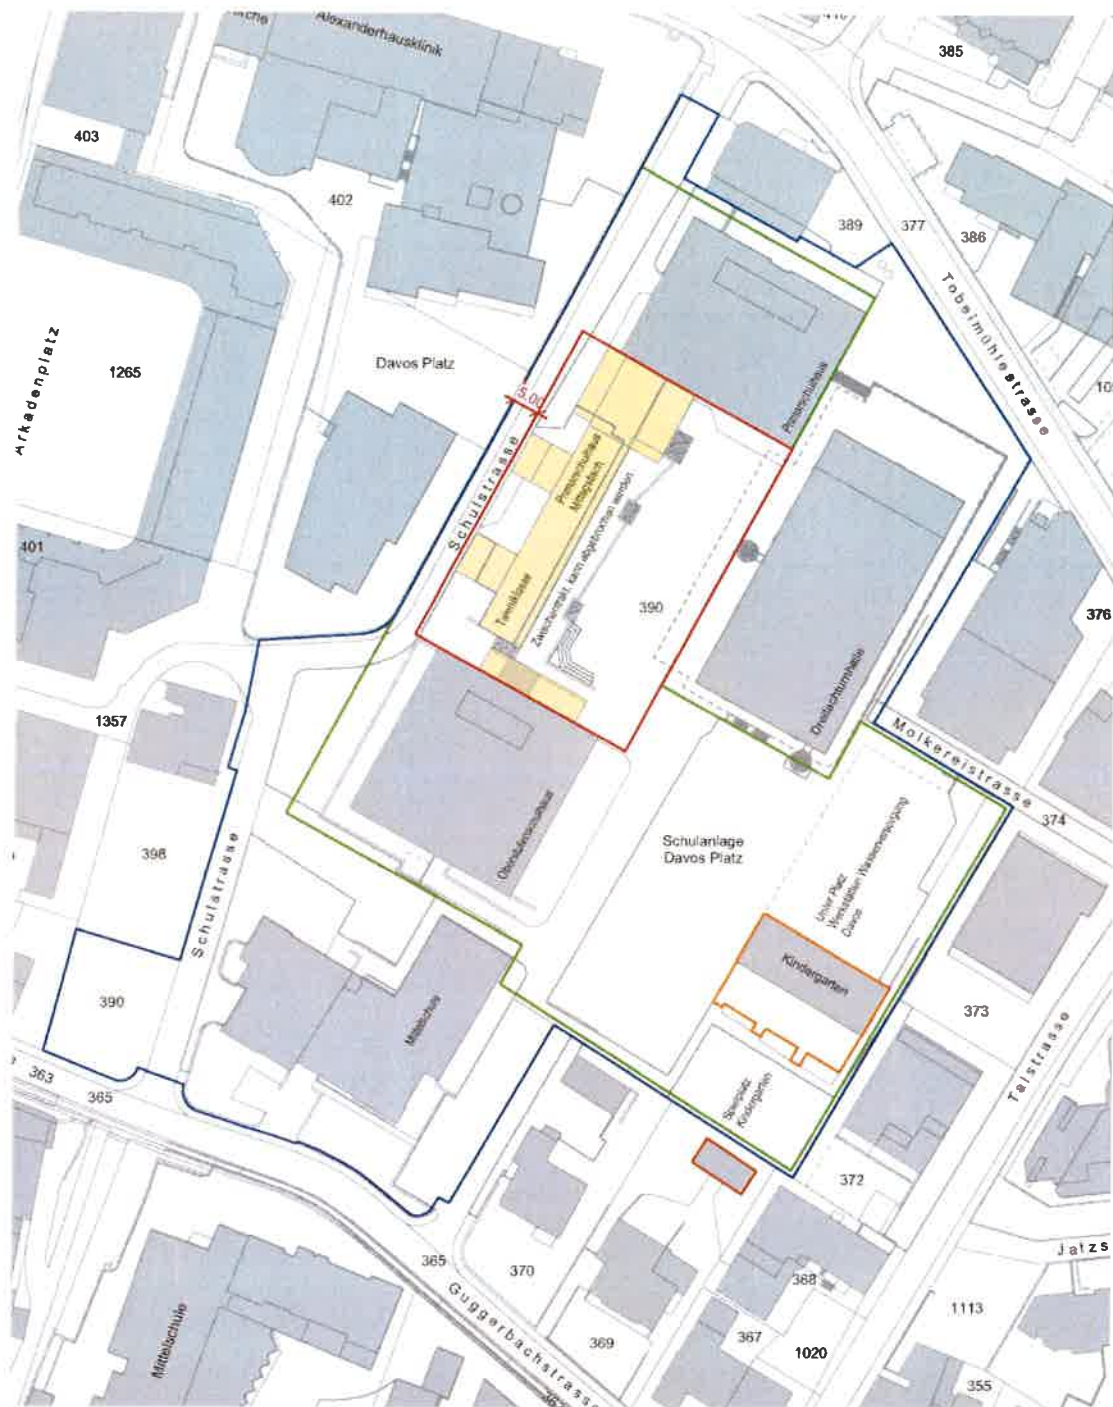 Alexanderhausklinik
385
403
402
389
377
386
Tobelmühlestrasse
Arkadenplatz
1265
Davos Platz
5.00
Primarschulhaus
Schulstrasse
Primarschulhaus
Mittagstisch
Zwischentrakt, kann abgebrochen werden
Tennisklosk
401
390
376
Dreifachturnhalle
1357
Molkereistrasse
374
398
Oberstufenschulhaus
Schulanlage
Davos Platz
Unter Platz
Werkstätten Wasserversorgung
Davos
Schulstrasse
Kindergarten
390
Mittelschule
373
Talstrasse
363
365
Spielplatz
Kindergarten
372
365
370
368
Jatzs
Guggerbachstrasse
1113
Mittelschule
369
367
1020
355